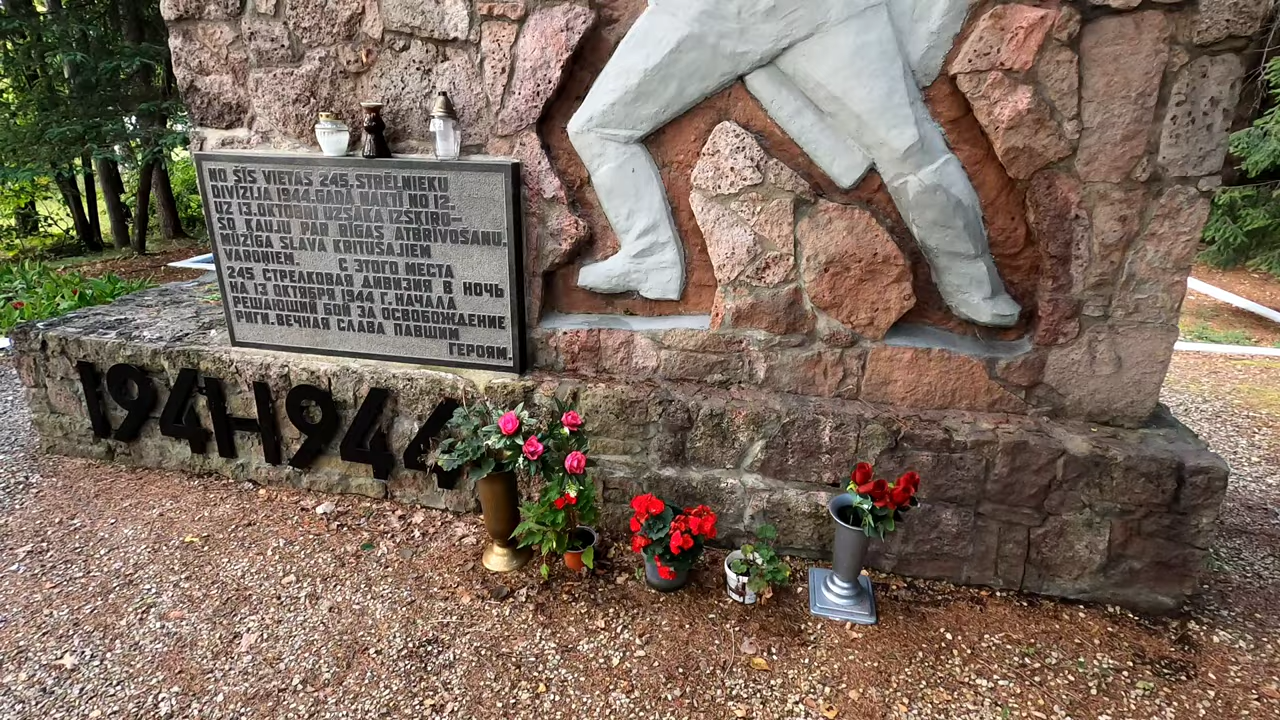 NO ŠĪS VIETAS 245. STRĒLNIEKU
DIVĪZIJA 1944. GADA NAKTĪ NO 12.
UZ 13. OKTOBRI UZSĀKA IZŠĶIRO-
ŠO KAUJU PAR RĪGAS ATBRĪVOŠANU.
MŪŽĪGA SLAVA KRITUŠAJIEM
VAROŅIEM.
С ЭТОГО МЕСТА
245 СТРЕЛКОВАЯ ДИВИЗИЯ В НОЧЬ
НА 13 ОКТЯБРЯ 1944 Г. НАЧАЛА
РЕШАЮЩИЙ БОЙ ЗА ОСВОБОЖДЕНИЕ
РИГИ. ВЕЧНАЯ СЛАВА ПАВШИМ
ГЕРОЯМ.
1941-1944